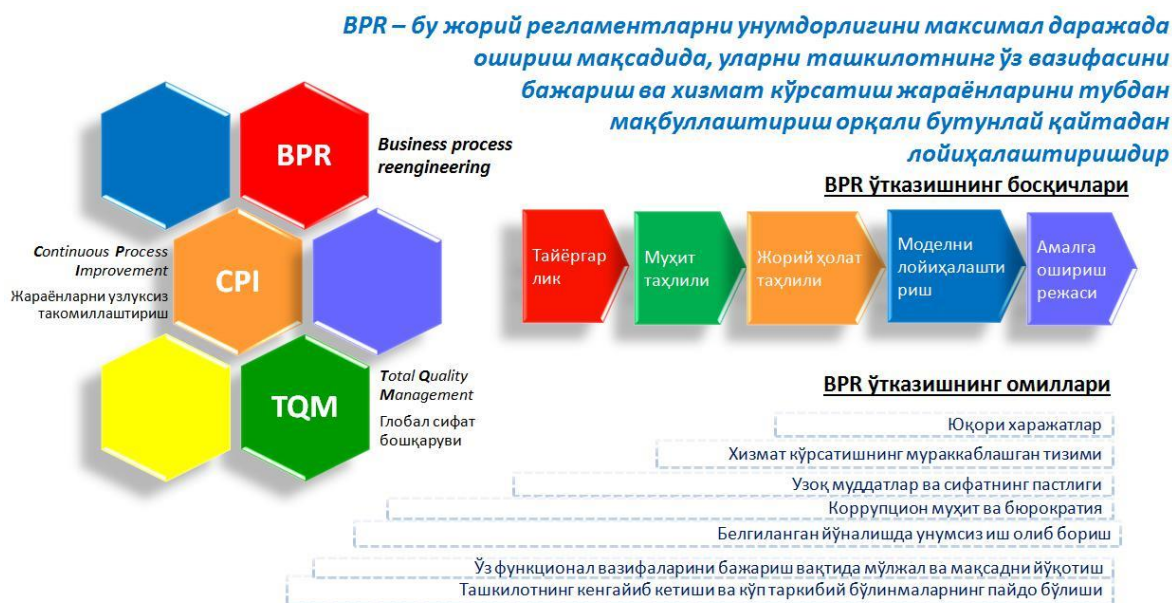 BPR – бу жорий регламентларни унумдорлигини максимал даражада
ошириш мақсадида, уларни ташкилотнинг ўз вазифасини
бажариш ва хизмат кўрсатиш жараёнларини тубдан
мақбуллаштириш орқали бутунлай қайтадан
лойиҳалаштиришдир
BPR
Business process
reengineering
Continuous Process
Improvement
Жараёнларни узлуксиз
такомиллаштириш
CPI
TQM
Total Quality
Management
Глобал сифат
бошқаруви
BPR ўтказишнинг босқичлари
Тайёргар
лик
Муҳит
таҳлили
Жорий ҳолат
таҳлили
Моделни
лойиҳалашти
риш
Амалга
ошириш
режаси
BPR ўтказишнинг омиллари
Юқори харажатлар
Хизмат кўрсатишнинг мураккаблашган тизими
Узоқ муддатлар ва сифатнинг пастлиги
Коррупцион муҳит ва бюрократия
Белгиланган йўналишда унумсиз иш олиб бориш
Ўз функционал вазифаларини бажариш вақтида мўлжал ва мақсадни йўқотиш
Ташкилотнинг кенгайиб кетиши ва кўп таркибий бўлинмаларнинг пайдо бўлиши